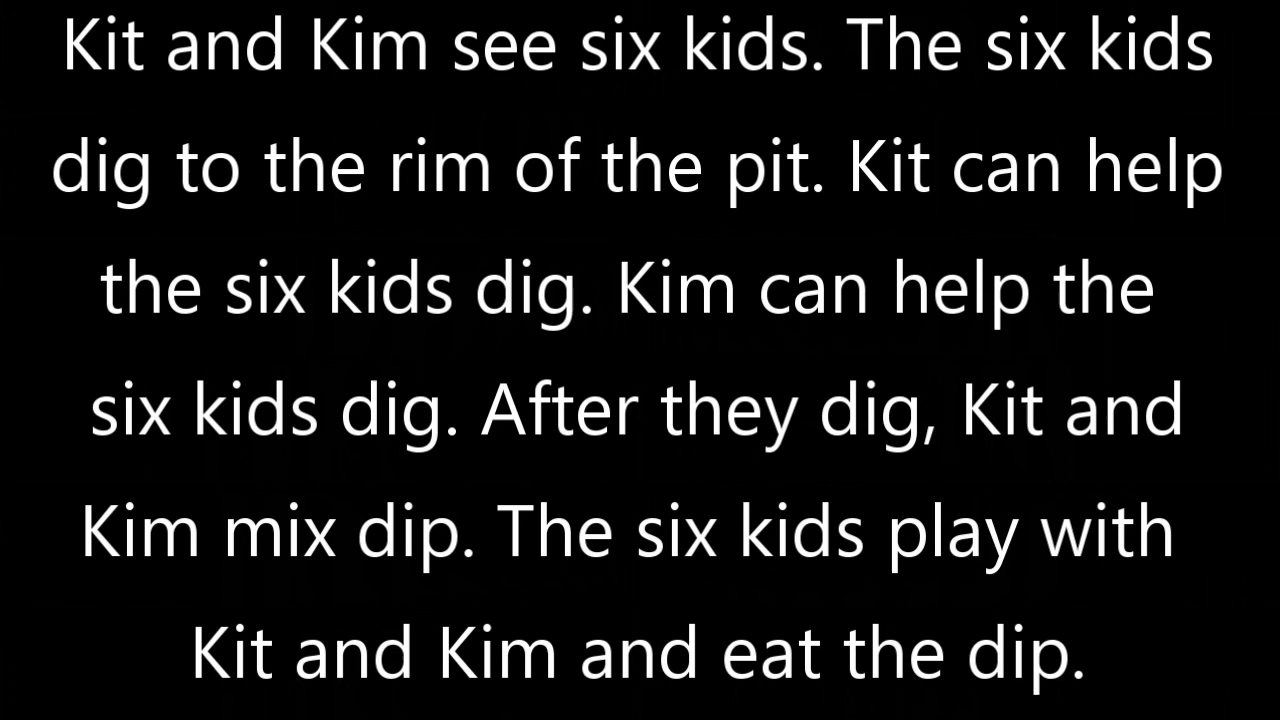 Kit and Kim see six kids. The six kids
dig to the rim of the pit. Kit can help
the six kids dig. Kim can help the
six kids dig. After they dig, Kit and
Kim mix dip. The six kids play with
Kit and Kim and eat the dip.